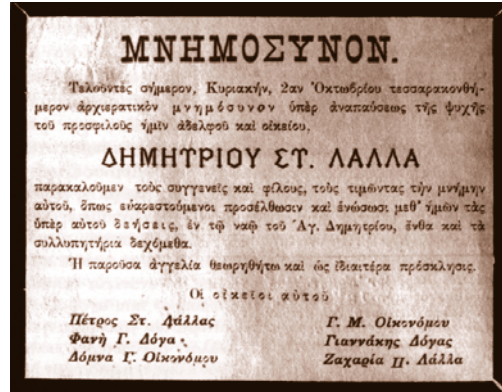 ΜΝΗΜΟΣΥΝΟΝ.
Τελοῦντες σήμερον, Κυριακήν, 2αν Ὀκτωβρίου τεσσαρακονθή-
μερον ἀρχιερατικὸν μνημόσυνον ὑπὲρ ἀναπαύσεως τῆς ψυχῆς
τοῦ προσφιλοῦς ἡμῖν ἀδελφοῦ καὶ οἰκείου,
ΔΗΜΗΤΡΙΟΥ ΣΤ. ΛΑΛΛΑ
παρακαλοῦμεν τοὺς συγγενεῖς καὶ φίλους, τοὺς τιμῶντας τὴν μνήμην
αὐτοῦ, ὅπως εὐαρεστούμενοι προσέλθωσιν καὶ ἑνώσωσι μεθ' ἡμῶν τὰς
ὑπὲρ αὐτοῦ δεήσεις, ἐν τῷ ναῷ τοῦ Ἁγ. Δημητρίου, ἔνθα καὶ τὰ
συλλυπητήρια δεχόμεθα.
Ἡ παροῦσα ἀγγελία θεωρηθήτω καὶ ὡς ἰδιαιτέρα πρόσκλησις.
Οἱ οἰκεῖοι αὐτοῦ
Πέτρος Στ. Λάλλας
Φανὴ Γ. Δόγα
Δόμνα Γ. Οἰκονόμου
Γ. Μ. Οἰκονόμου
Γιαννάκης Δόγας
Ζαχαρία Π. Λάλλα